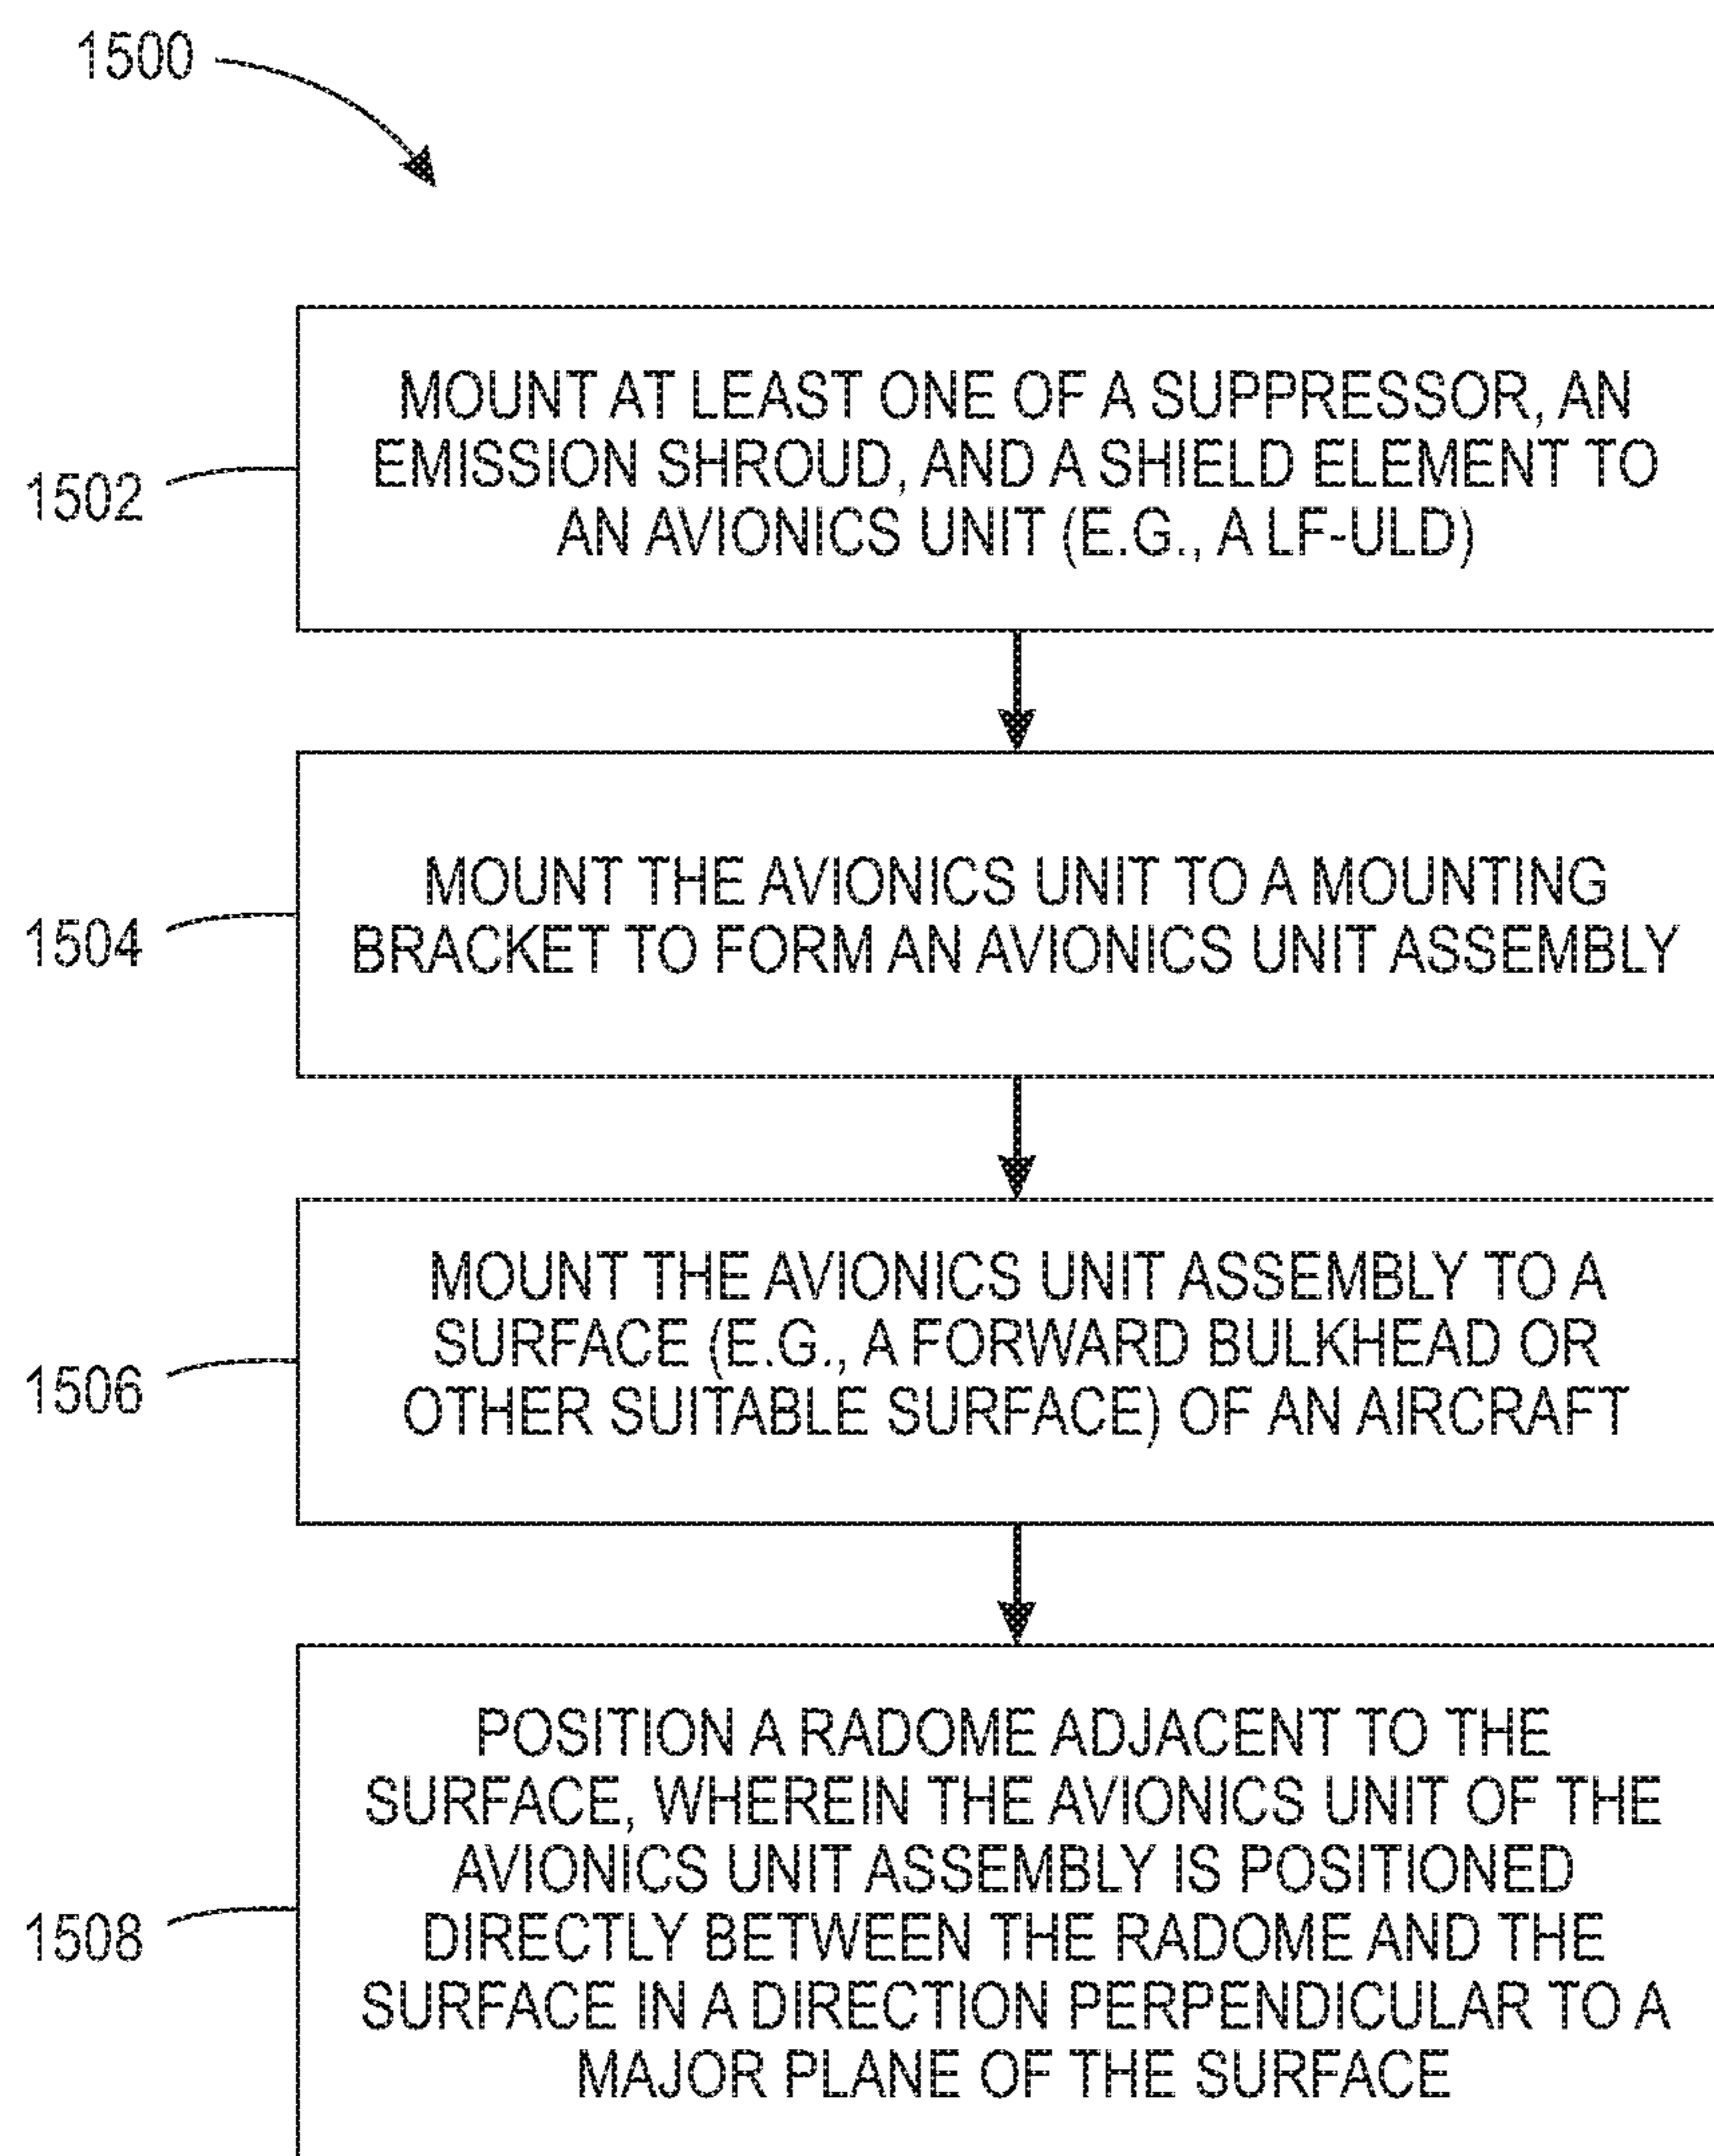 1500
1502
MOUNT AT LEAST ONE OF A SUPPRESSOR, AN
EMISSION SHROUD, AND A SHIELD ELEMENT TO
AN AVIONICS UNIT (E.G., A LF-ULD)
1504
MOUNT THE AVIONICS UNIT TO A MOUNTING
BRACKET TO FORM AN AVIONICS UNIT ASSEMBLY
1506
MOUNT THE AVIONICS UNIT ASSEMBLY TO A
SURFACE (E.G., A FORWARD BULKHEAD OR
OTHER SUITABLE SURFACE) OF AN AIRCRAFT
1508
POSITION A RADOME ADJACENT TO THE
SURFACE, WHEREIN THE AVIONICS UNIT OF THE
AVIONICS UNIT ASSEMBLY IS POSITIONED
DIRECTLY BETWEEN THE RADOME AND THE
SURFACE IN A DIRECTION PERPENDICULAR TO A
MAJOR PLANE OF THE SURFACE